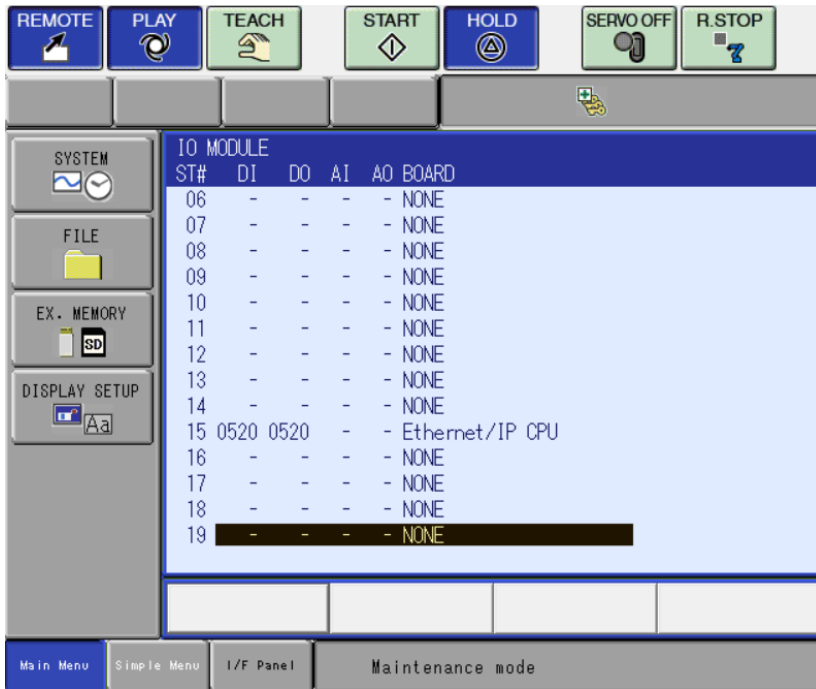 REMOTE PLAY TEACH START HOLD SERVO OFF R.STOP
SYSTEM
FILE
EX. MEMORY
SD
DISPLAY SETUP
Aa
IO MODULE
ST# DI DO AI AO BOARD
06 - - - - NONE
07 - - - - NONE
08 - - - - NONE
09 - - - - NONE
10 - - - - NONE
11 - - - - NONE
12 - - - - NONE
13 - - - - NONE
14 - - - - NONE
15 0520 0520 - - Ethernet/IP CPU
16 - - - - NONE
17 - - - - NONE
18 - - - - NONE
19 - - - - NONE
Main Menu Simple Menu I/F Panel Maintenance mode